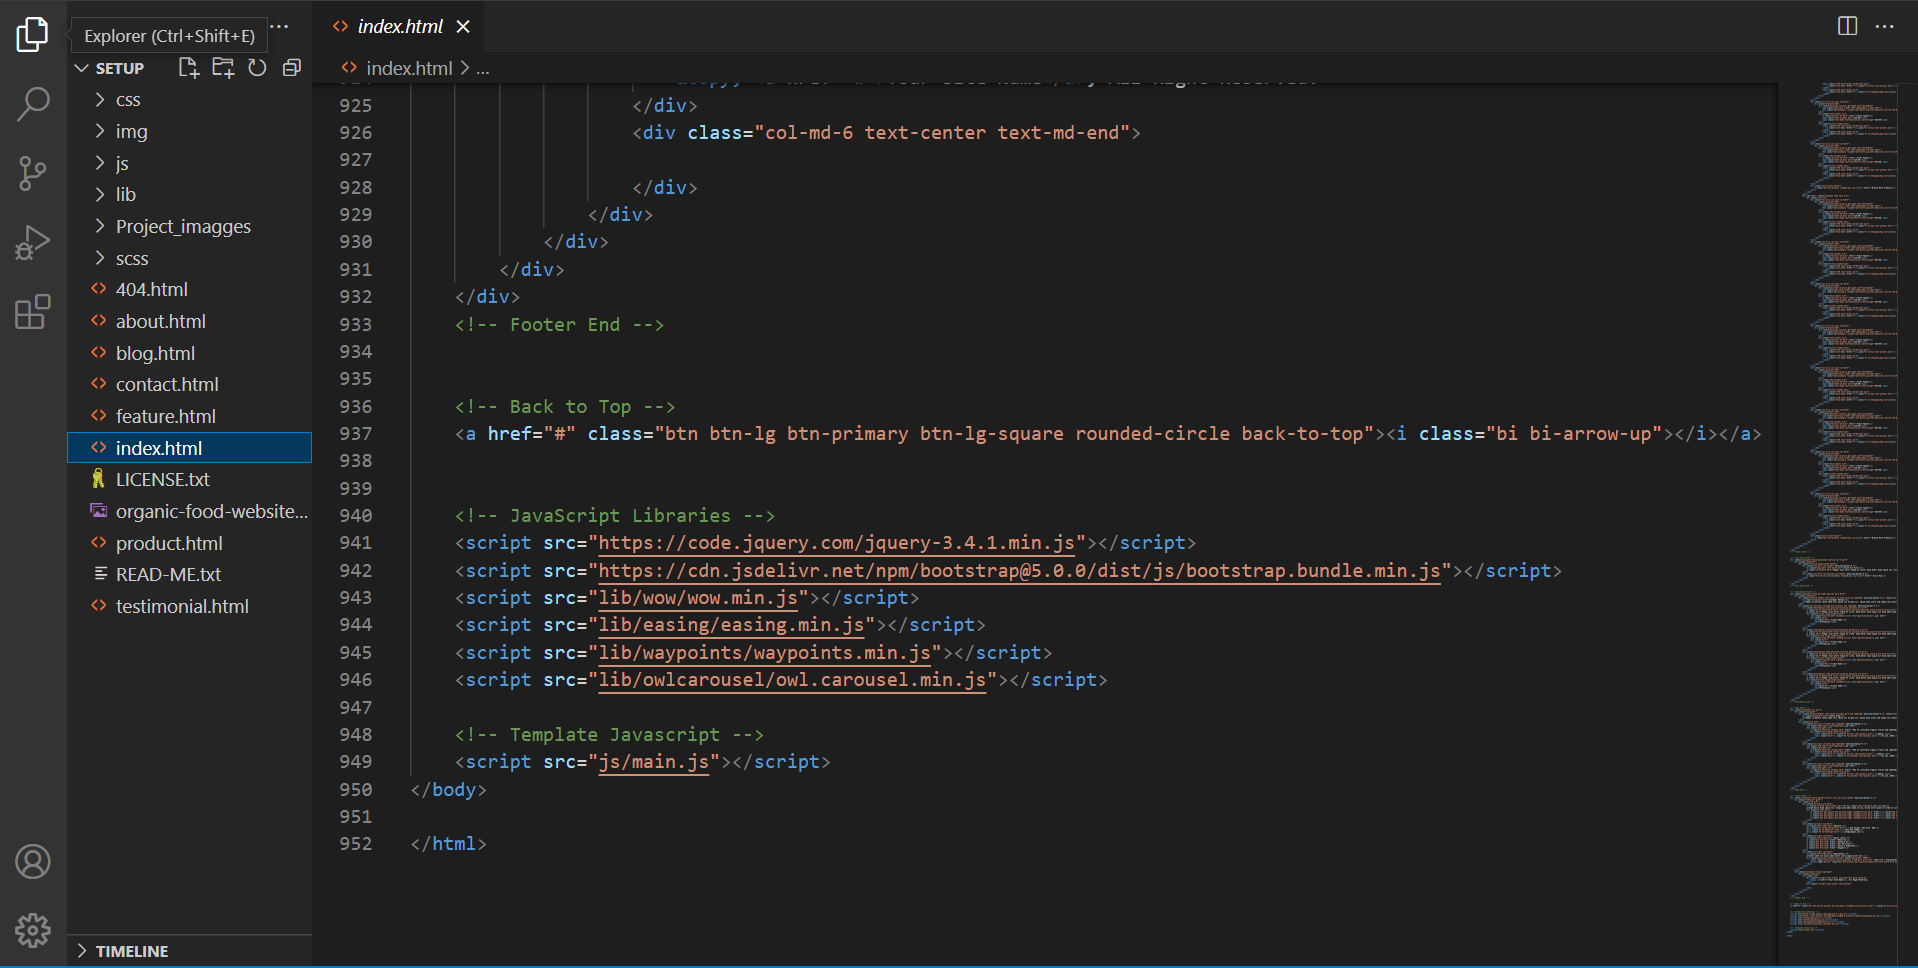 Explorer (Ctrl+Shift+E)
SETUP
css
img
js
lib
Project_imagges
scss
404.html
about.html
blog.html
contact.html
feature.html
index.html
LICENSE.txt
organic-food-website...
product.html
READ-ME.txt
testimonial.html
TIMELINE
index.html
index.html > ...
925 </div>
926 <div class="col-md-6 text-center text-md-end">
927
928 </div>
929 </div>
930 </div>
931 </div>
932 </div>
933 <!-- Footer End -->
934
935
936 <!-- Back to Top -->
937 <a href="#" class="btn btn-lg btn-primary btn-lg-square rounded-circle back-to-top"><i class="bi bi-arrow-up"></i></a>
938
939
940 <!-- JavaScript Libraries -->
941 <script src="https://code.jquery.com/jquery-3.4.1.min.js"></script>
942 <script src="https://cdn.jsdelivr.net/npm/bootstrap@5.0.0/dist/js/bootstrap.bundle.min.js"></script>
943 <script src="lib/wow/wow.min.js"></script>
944 <script src="lib/easing/easing.min.js"></script>
945 <script src="lib/waypoints/waypoints.min.js"></script>
946 <script src="lib/owlcarousel/owl.carousel.min.js"></script>
947
948 <!-- Template Javascript -->
949 <script src="js/main.js"></script>
950 </body>
951
952 </html>